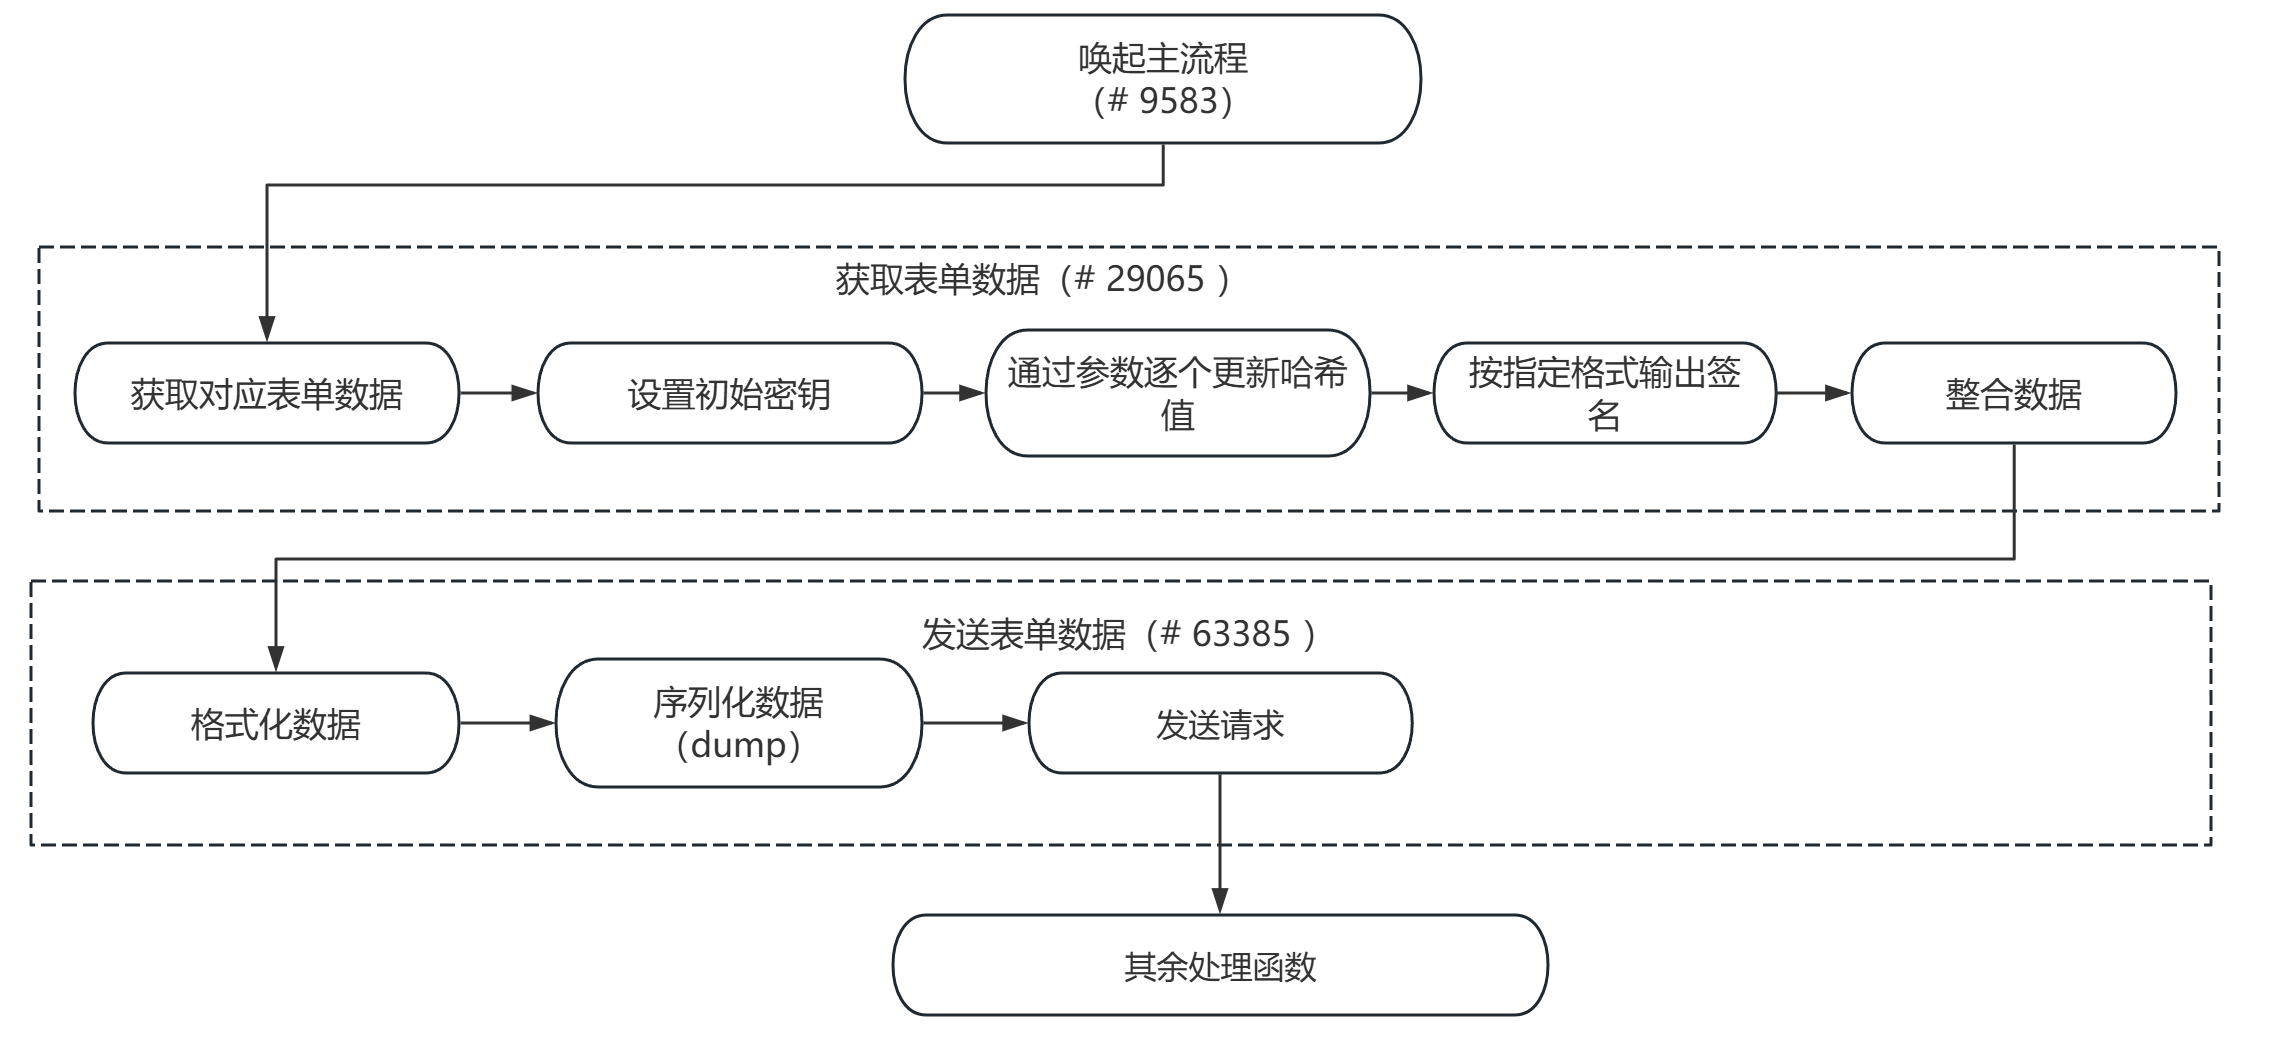 唤起主流程
(# 9583)
获取表单数据（# 29065 ）
获取对应表单数据
设置初始密钥
通过参数逐个更新哈希
值
按指定格式输出签
名
整合数据
发送表单数据（# 63385 ）
格式化数据
序列化数据
（dump）
发送请求
其余处理函数